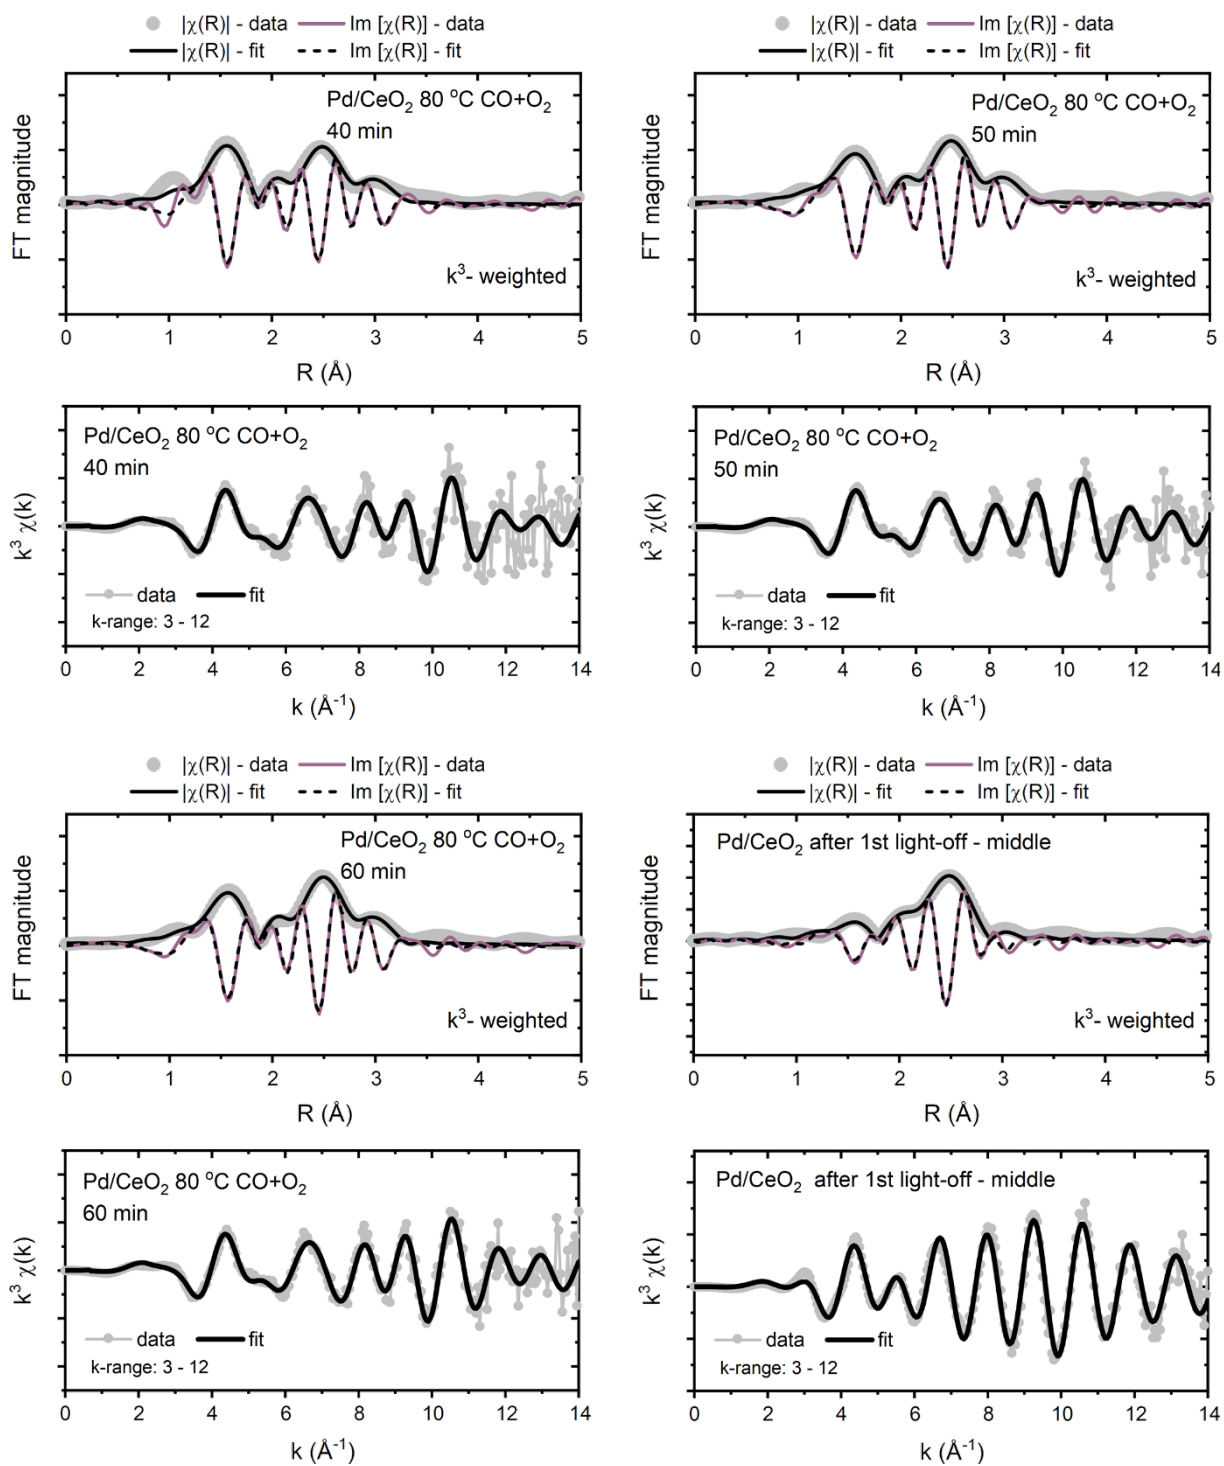 |χ(R)| - data Im [χ(R)] - data
|χ(R)| - fit Im [χ(R)] - fit
Pd/CeO₂ 80 °C CO+O₂
40 min
FT magnitude
k³- weighted
0 1 2 3 4 5
R (Å)
Pd/CeO₂ 80 °C CO+O₂
40 min
k³ χ(k)
data fit
k-range: 3 - 12
0 2 4 6 8 10 12 14
k (Å⁻¹)
|χ(R)| - data Im [χ(R)] - data
|χ(R)| - fit Im [χ(R)] - fit
Pd/CeO₂ 80 °C CO+O₂
50 min
FT magnitude
k³- weighted
0 1 2 3 4 5
R (Å)
Pd/CeO₂ 80 °C CO+O₂
50 min
k³ χ(k)
data fit
k-range: 3 - 12
0 2 4 6 8 10 12 14
k (Å⁻¹)
|χ(R)| - data Im [χ(R)] - data
|χ(R)| - fit Im [χ(R)] - fit
Pd/CeO₂ 80 °C CO+O₂
60 min
FT magnitude
k³- weighted
0 1 2 3 4 5
R (Å)
Pd/CeO₂ 80 °C CO+O₂
60 min
k³ χ(k)
data fit
k-range: 3 - 12
0 2 4 6 8 10 12 14
k (Å⁻¹)
|χ(R)| - data Im [χ(R)] - data
|χ(R)| - fit Im [χ(R)] - fit
Pd/CeO₂ after 1st light-off - middle
FT magnitude
k³- weighted
0 1 2 3 4 5
R (Å)
Pd/CeO₂ after 1st light-off - middle
k³ χ(k)
data fit
k-range: 3 - 12
0 2 4 6 8 10 12 14
k (Å⁻¹)